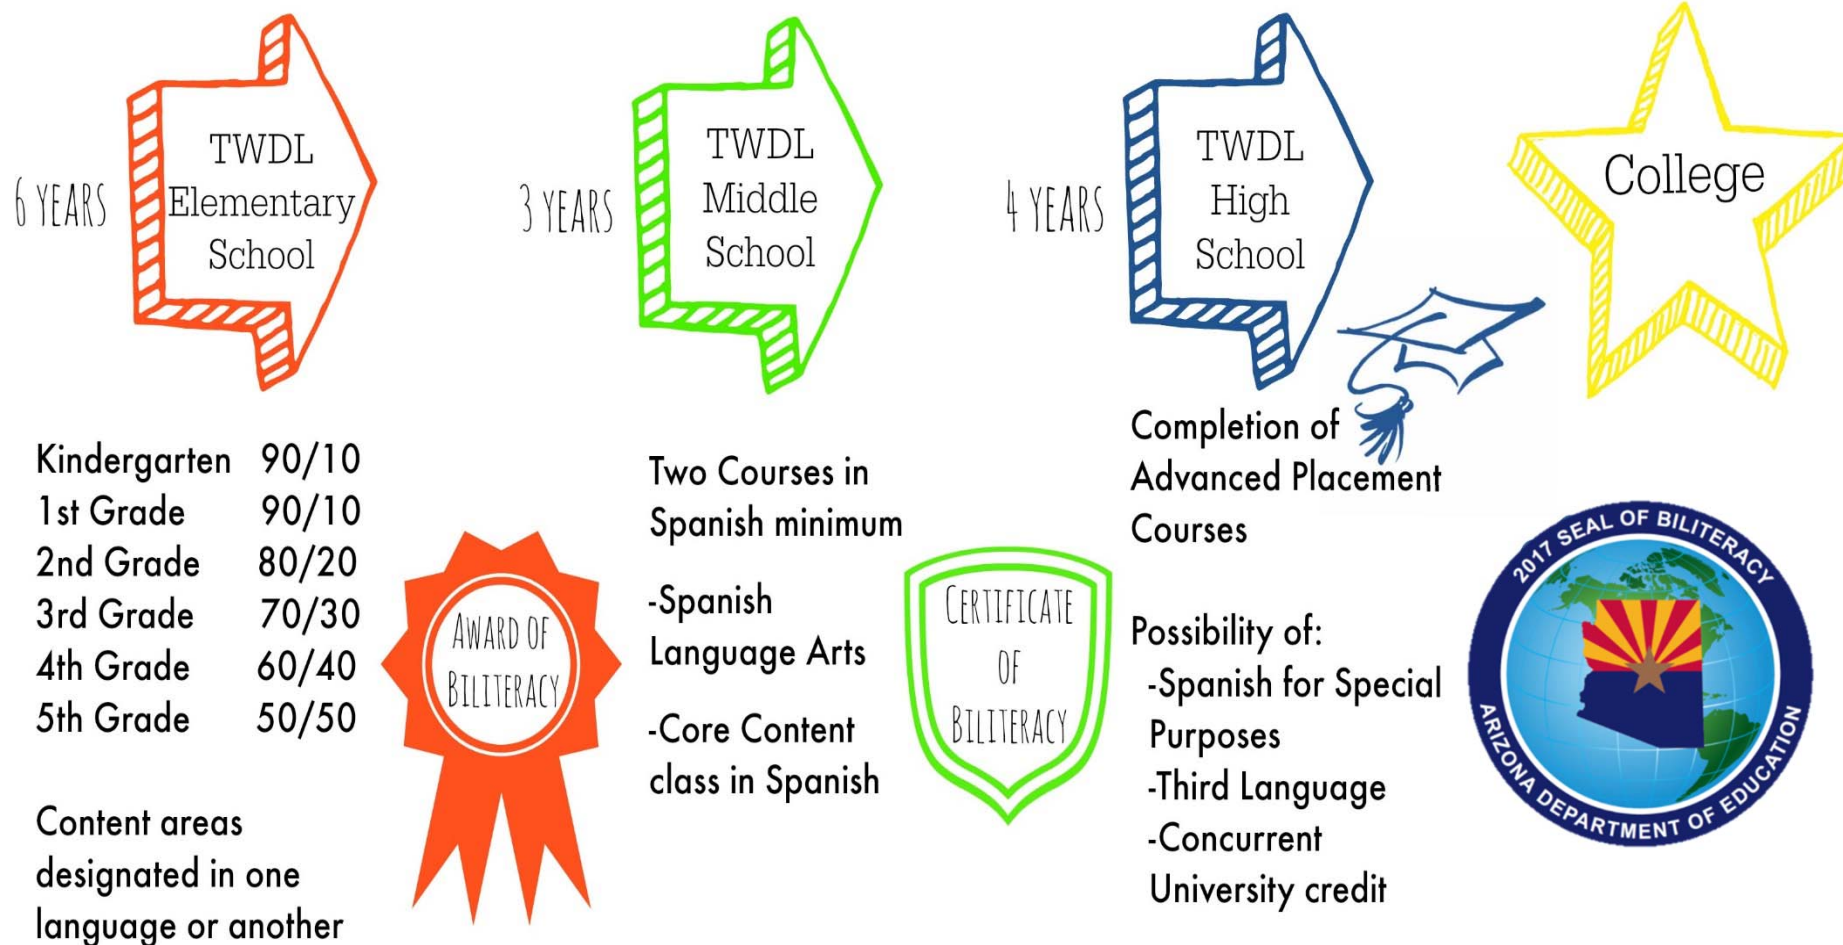 6 YEARS
TWDL
Elementary
School
3 YEARS
TWDL
Middle
School
4 YEARS
TWDL
High
School
College
Kindergarten 90/10
1st Grade 90/10
2nd Grade 80/20
3rd Grade 70/30
4th Grade 60/40
5th Grade 50/50
Content areas
designated in one
language or another
AWARD OF
BILITERACY
Two Courses in
Spanish minimum
-Spanish
Language Arts
-Core Content
class in Spanish
CERTIFICATE
OF
BILITERACY
Completion of
Advanced Placement
Courses
Possibility of:
-Spanish for Special
Purposes
-Third Language
-Concurrent
University credit
2017 SEAL OF BILITERACY
ARIZONA DEPARTMENT OF EDUCATION